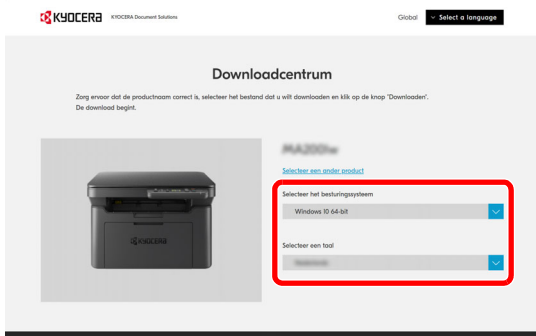 KYOCERA KYOCERA Document Solutions
Global Select a language
Downloadcentrum
Zorg ervoor dat de productnaam correct is, selecteer het bestand dat u wilt downloaden en klik op de knop "Downloaden".
De download begint.
Selecteer een ander product
Selecteer het besturingssysteem
Windows 10 64-bit
KYOCERA
Selecteer een taal